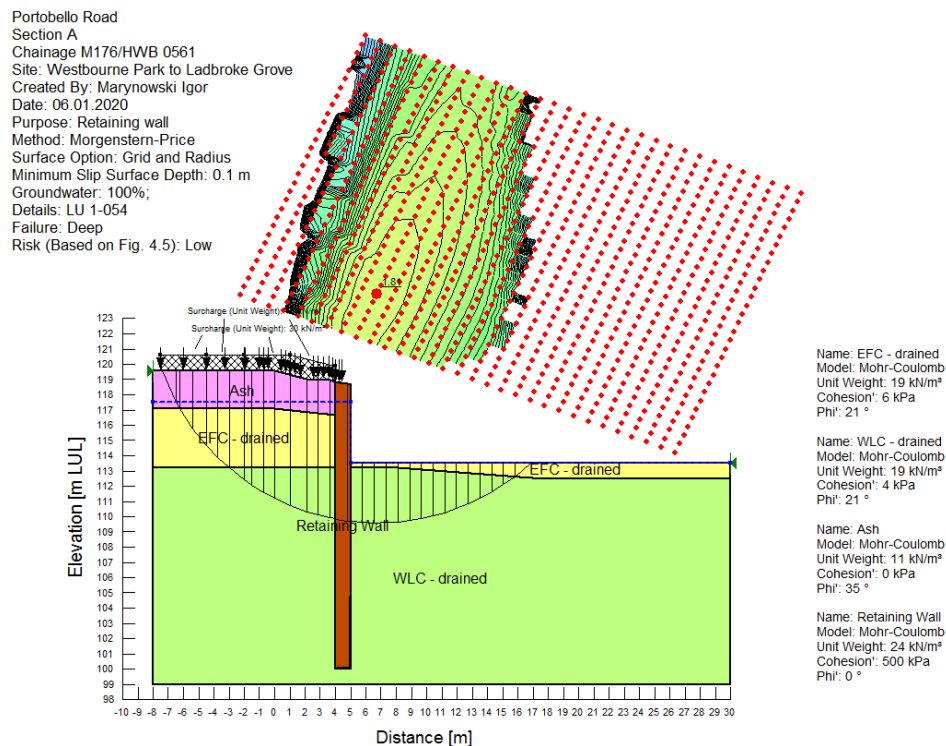 Portobello Road
Section A
Chainage M176/HWB 0561
Site: Westbourne Park to Ladbroke Grove
Created By: Marynowski Igor
Date: 06.01.2020
Purpose: Retaining wall
Method: Morgenstern-Price
Surface Option: Grid and Radius
Minimum Slip Surface Depth: 0.1 m
Groundwater: 100%;
Details: LU 1-054
Failure: Deep
Risk (Based on Fig. 4.5): Low
1.8
Surcharge (Unit Weight):
Surcharge (Unit Weight): 30 kN/m³
123
122
121
120
119
118
117
116
115
114
113
112
111
110
109
108
107
106
105
104
103
102
101
100
99
98
Elevation [m LUL]
Ash
EFC - drained
EFC - drained
Retaining Wall
WLC - drained
-10 -9 -8 -7 -6 -5 -4 -3 -2 -1 0 1 2 3 4 5 6 7 8 9 10 11 12 13 14 15 16 17 18 19 20 21 22 23 24 25 26 27 28 29 30
Distance [m]
Name: EFC - drained
Model: Mohr-Coulomb
Unit Weight: 19 kN/m³
Cohesion': 6 kPa
Phi': 21 °
Name: WLC - drained
Model: Mohr-Coulomb
Unit Weight: 19 kN/m³
Cohesion': 4 kPa
Phi': 21 °
Name: Ash
Model: Mohr-Coulomb
Unit Weight: 11 kN/m³
Cohesion': 0 kPa
Phi': 35 °
Name: Retaining Wall
Model: Mohr-Coulomb
Unit Weight: 24 kN/m³
Cohesion': 500 kPa
Phi': 0 °